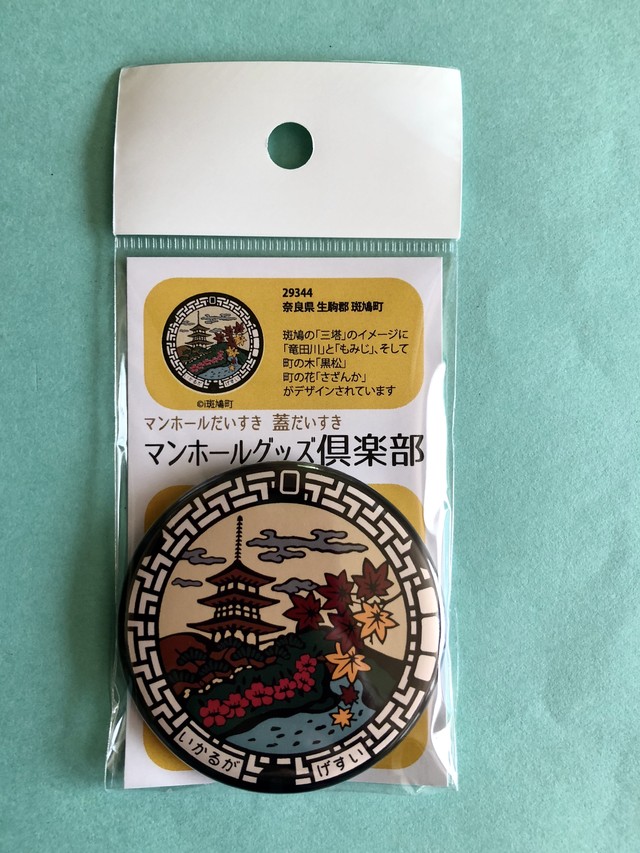 29344
奈良県 生駒郡 斑鳩町
斑鳩の「三塔」のイメージに
「竜田川」と「もみじ」、そして
町の木「黒松」
町の花「さざんか」
がデザインされています
©斑鳩町
マンホールだいすき 蓋だいすき
マンホールグッズ倶楽部
いかるが
げすい